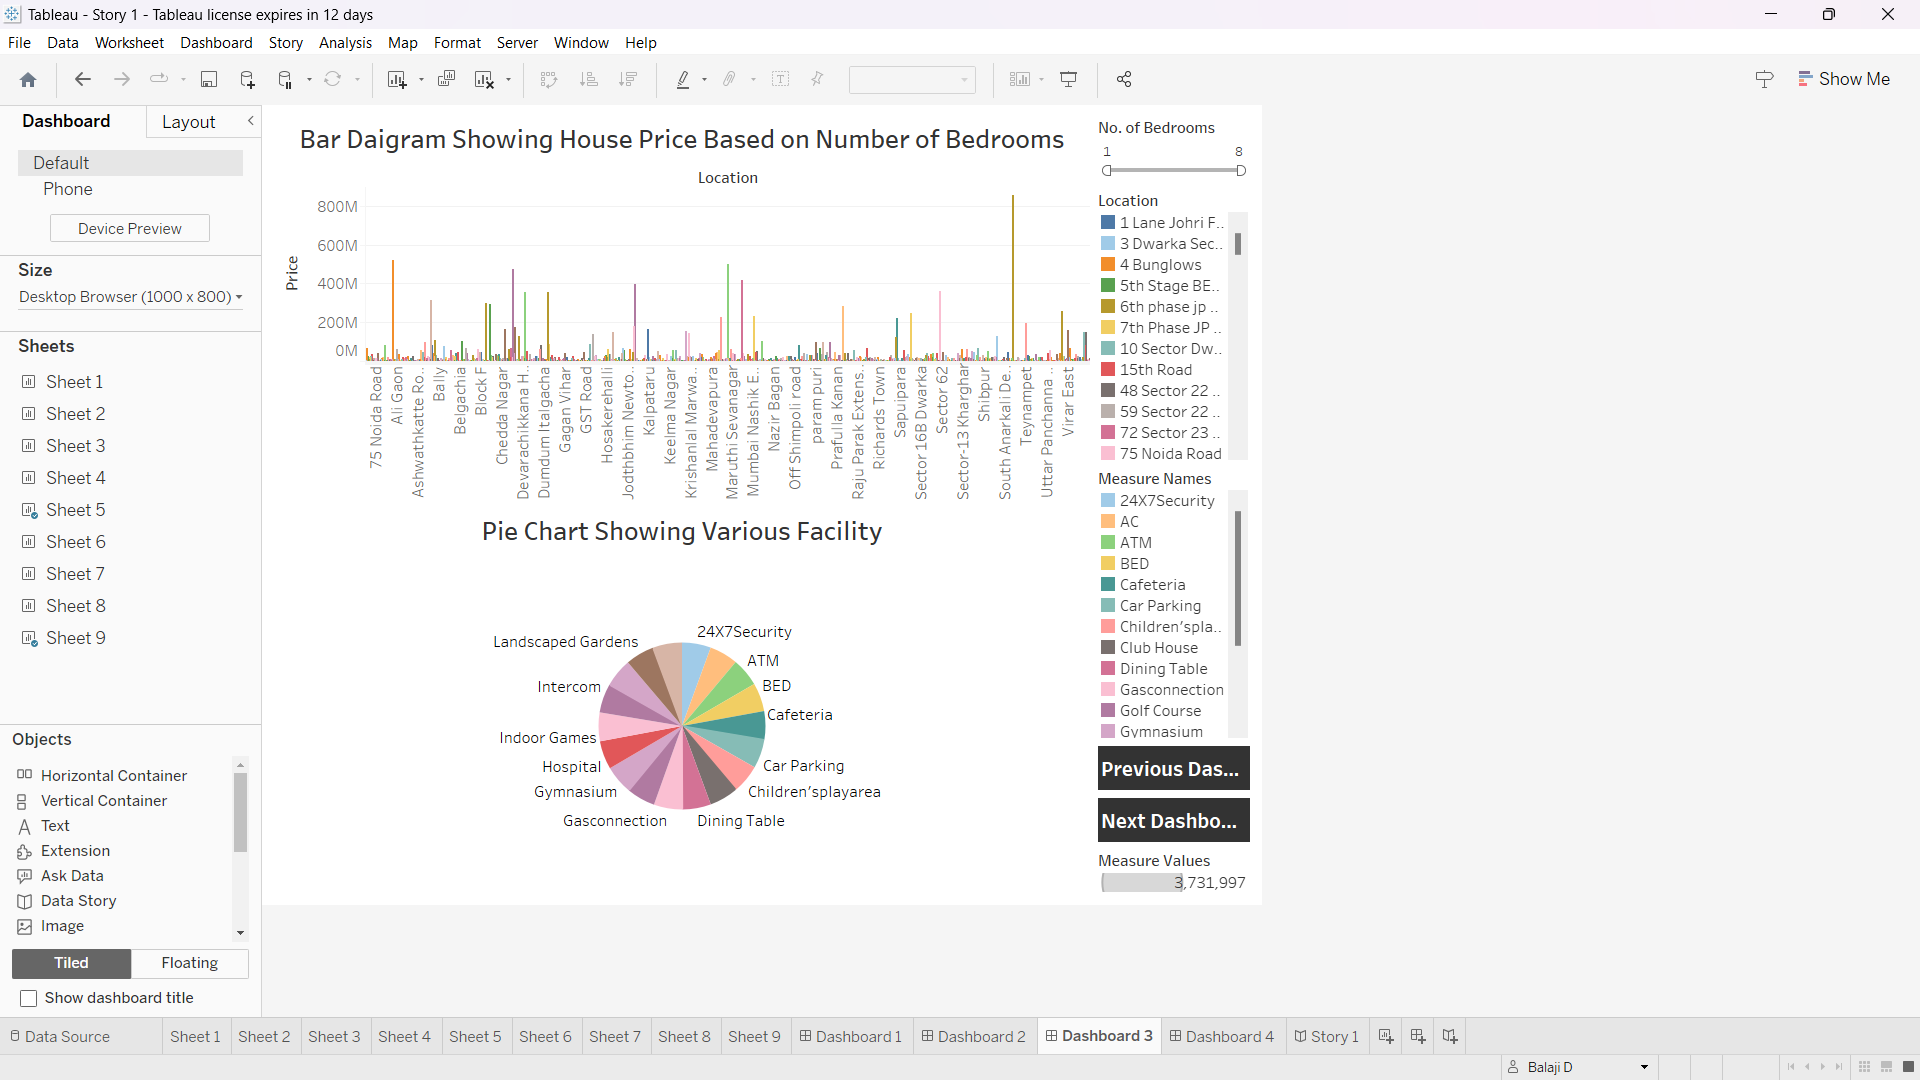 Tableau - Story 1 - Tableau license expires in 12 days
File Data Worksheet Dashboard Story Analysis Map Format Server Window Help
Show Me
Dashboard Layout
Default
Phone
Device Preview
Size
Desktop Browser (1000 x 800)
Sheets
Sheet 1
Sheet 2
Sheet 3
Sheet 4
Sheet 5
Sheet 6
Sheet 7
Sheet 8
Sheet 9
Objects
Horizontal Container
Vertical Container
Text
Extension
Ask Data
Data Story
Image
Tiled Floating
Show dashboard title
Bar Daigram Showing House Price Based on Number of Bedrooms
Location
Price
800M
600M
400M
200M
0M
75 Noida Road
Ali Gaon
Ashwathkatte Ro..
Bally
Belgachia
Block F
Chedda Nagar
Devarachikkana H..
Dumdum Italgacha
Gagan Vihar
GST Road
Hosakerehalli
Jodthbhim Newto..
Kalpataru
Keelma Nagar
Krishanlal Marwa..
Mahadevapura
Maruthi Sevanagar
Mumbai Nashik E..
Nazir Bagan
Off Shimpoli road
param puri
Prafulla Kanan
Raju Parak Extens..
Richards Town
Sapuipara
Sector 16B Dwarka
Sector 62
Sector-13 Kharghar
Shibpur
South Anarkali De..
Teynampet
Uttar Panchanna ..
Virar East
Pie Chart Showing Various Facility
24X7Security
ATM
BED
Cafeteria
Car Parking
Children'splayarea
Dining Table
Gasconnection
Gymnasium
Hospital
Indoor Games
Intercom
Landscaped Gardens
No. of Bedrooms
1 8
Location
1 Lane Johri F..
3 Dwarka Sec..
4 Bunglows
5th Stage BE..
6th phase jp ..
7th Phase JP ..
10 Sector Dw..
15th Road
48 Sector 22 ..
59 Sector 22 ..
72 Sector 23 ..
75 Noida Road
Measure Names
24X7Security
AC
ATM
BED
Cafeteria
Car Parking
Children'spla..
Club House
Dining Table
Gasconnection
Golf Course
Gymnasium
Previous Das...
Next Dashbo...
Measure Values
3,731,997
Data Source Sheet 1 Sheet 2 Sheet 3 Sheet 4 Sheet 5 Sheet 6 Sheet 7 Sheet 8 Sheet 9 Dashboard 1 Dashboard 2 Dashboard 3 Dashboard 4 Story 1
Balaji D